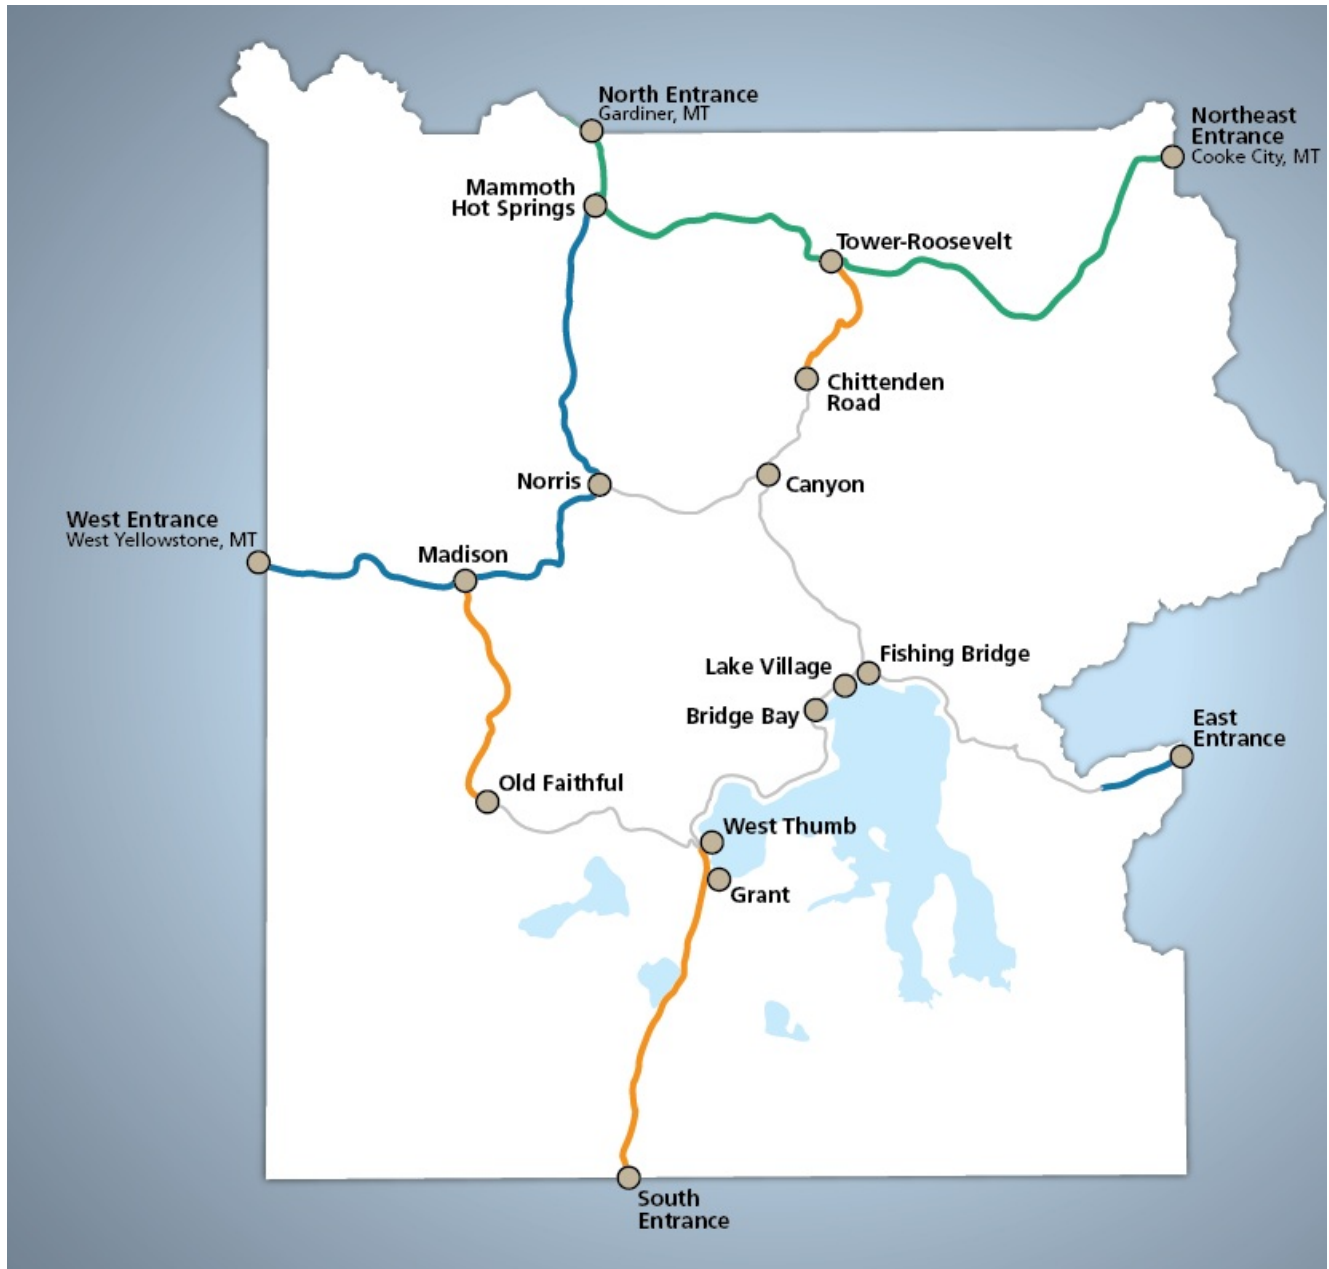 North Entrance
Gardiner, MT
Northeast
Entrance
Cooke City, MT
Mammoth
Hot Springs
Tower-Roosevelt
Chittenden
Road
Norris
Canyon
West Entrance
West Yellowstone, MT
Madison
Fishing Bridge
Lake Village
Bridge Bay
East
Entrance
Old Faithful
West Thumb
Grant
South
Entrance